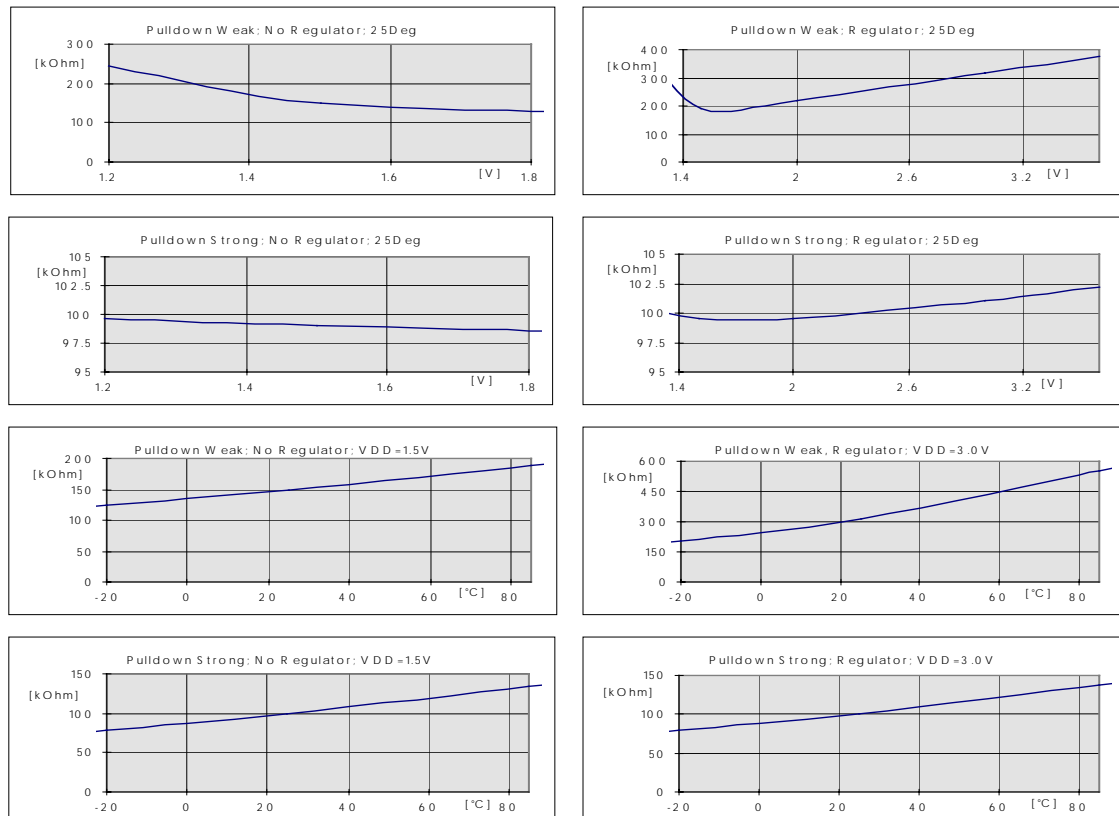 Pulldown Weak; No Regulator; 25Deg
[kOhm]
300
200
100
0
1.2 1.4 1.6 [V] 1.8
Pulldown Weak; Regulator; 25Deg
[kOhm]
400
300
200
100
0
1.4 2 2.6 3.2 [V]
Pulldown Strong; No Regulator; 25Deg
105
[kOhm]
102.5
100
97.5
95
1.2 1.4 1.6 [V] 1.8
Pulldown Strong; Regulator; 25Deg
105
[kOhm]
102.5
100
97.5
95
1.4 2 2.6 3.2 [V]
Pulldown Weak; No Regulator; VDD=1.5V
200
[kOhm]
150
100
50
0
-20 0 20 40 60 [°C] 80
Pulldown Weak, Regulator; VDD=3.0V
600
[kOhm]
450
300
150
0
-20 0 20 40 60 [°C] 80
Pulldown Strong; No Regulator; VDD=1.5V
150
[kOhm]
100
50
0
-20 0 20 40 60 [°C] 80
Pulldown Strong; Regulator; VDD=3.0V
150
[kOhm]
100
50
0
-20 0 20 40 60 [°C] 80